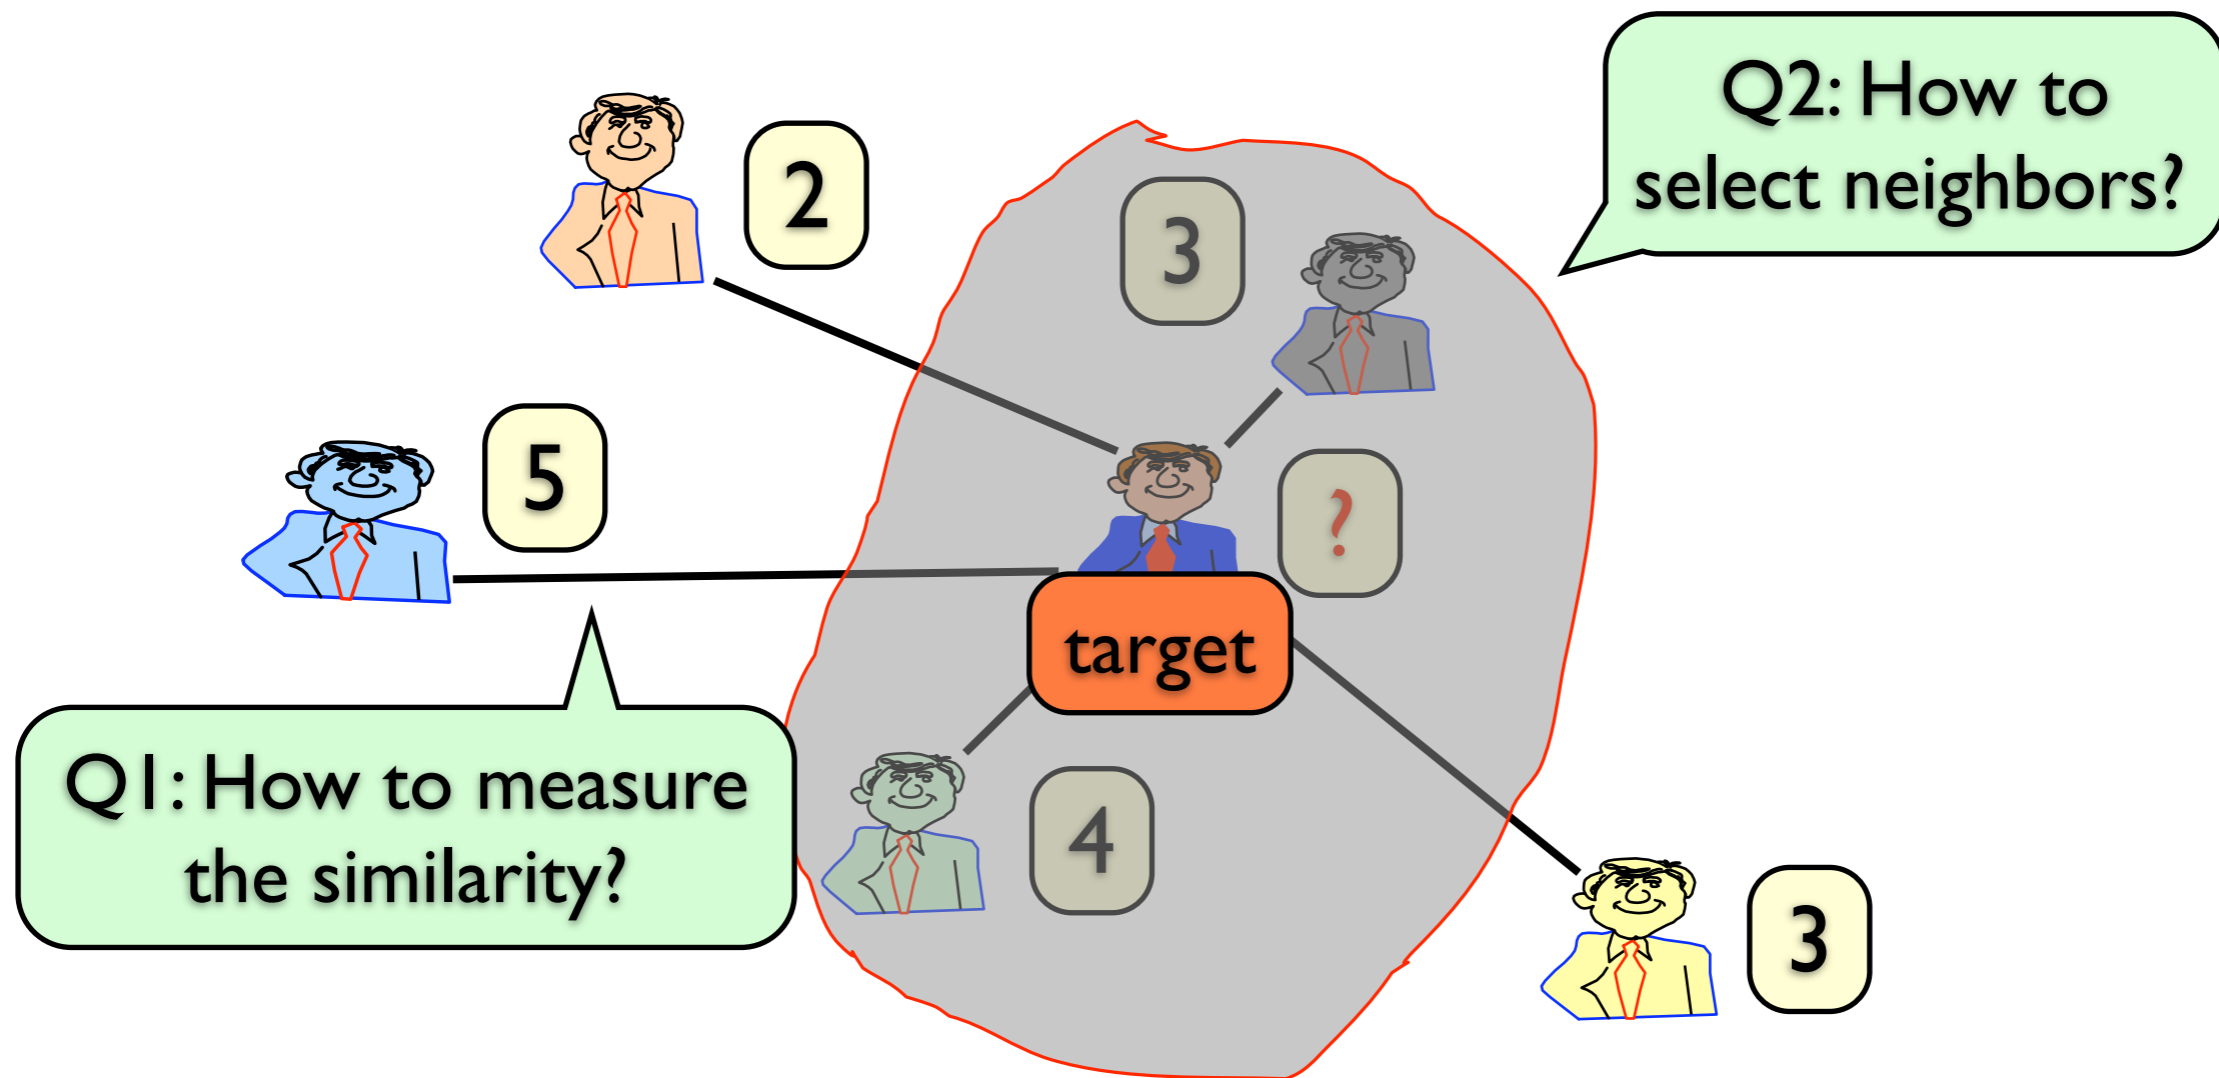 Q2: How to
select neighbors?
2
3
5
?
target
Q1: How to measure
the similarity?
4
3